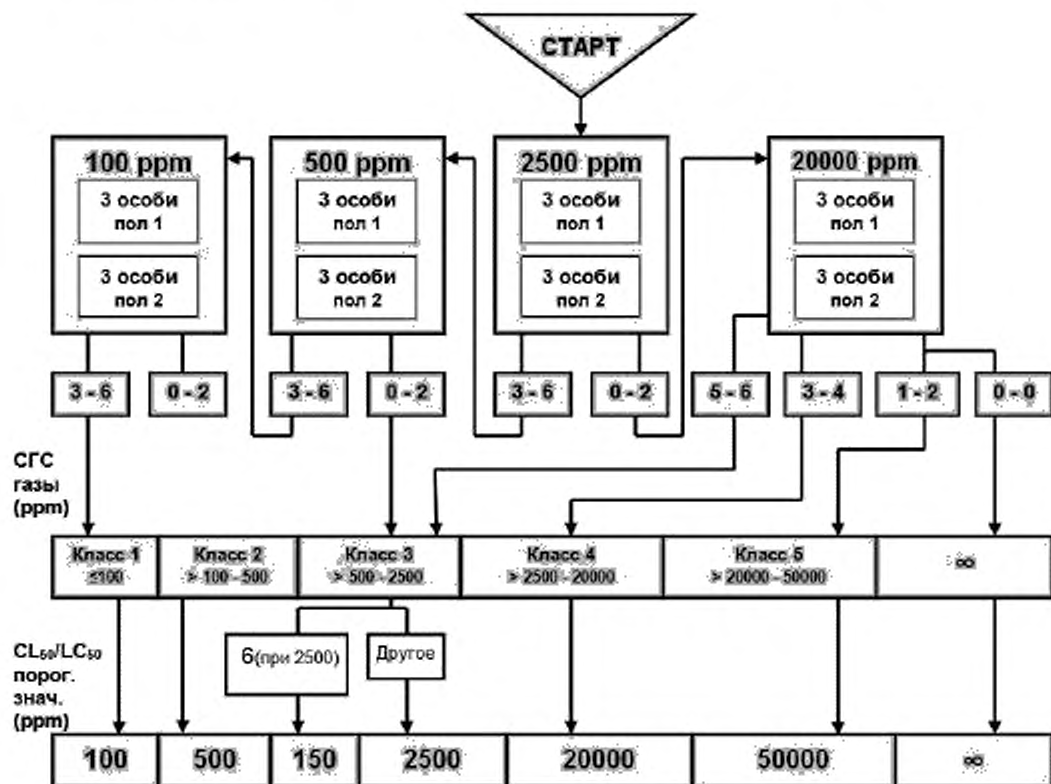 СТАРТ
100 ppm
3 особи
пол 1
3 особи
пол 2
500 ppm
3 особи
пол 1
3 особи
пол 2
2500 ppm
3 особи
пол 1
3 особи
пол 2
20000 ppm
3 особи
пол 1
3 особи
пол 2
3 - 6
0 - 2
3 - 6
0 - 2
3 - 6
0 - 2
5 - 6
3 - 4
1 - 2
0 - 0
СГС
газы
(ppm)
Класс 1
≤100
Класс 2
> 100 - 500
Класс 3
> 500 - 2500
Класс 4
> 2500 - 20000
Класс 5
> 20000 - 50000
∞
6(при 2500)
Другое
CL50/LC50
порог.
знач.
(ppm)
100
500
150
2500
20000
50000
∞